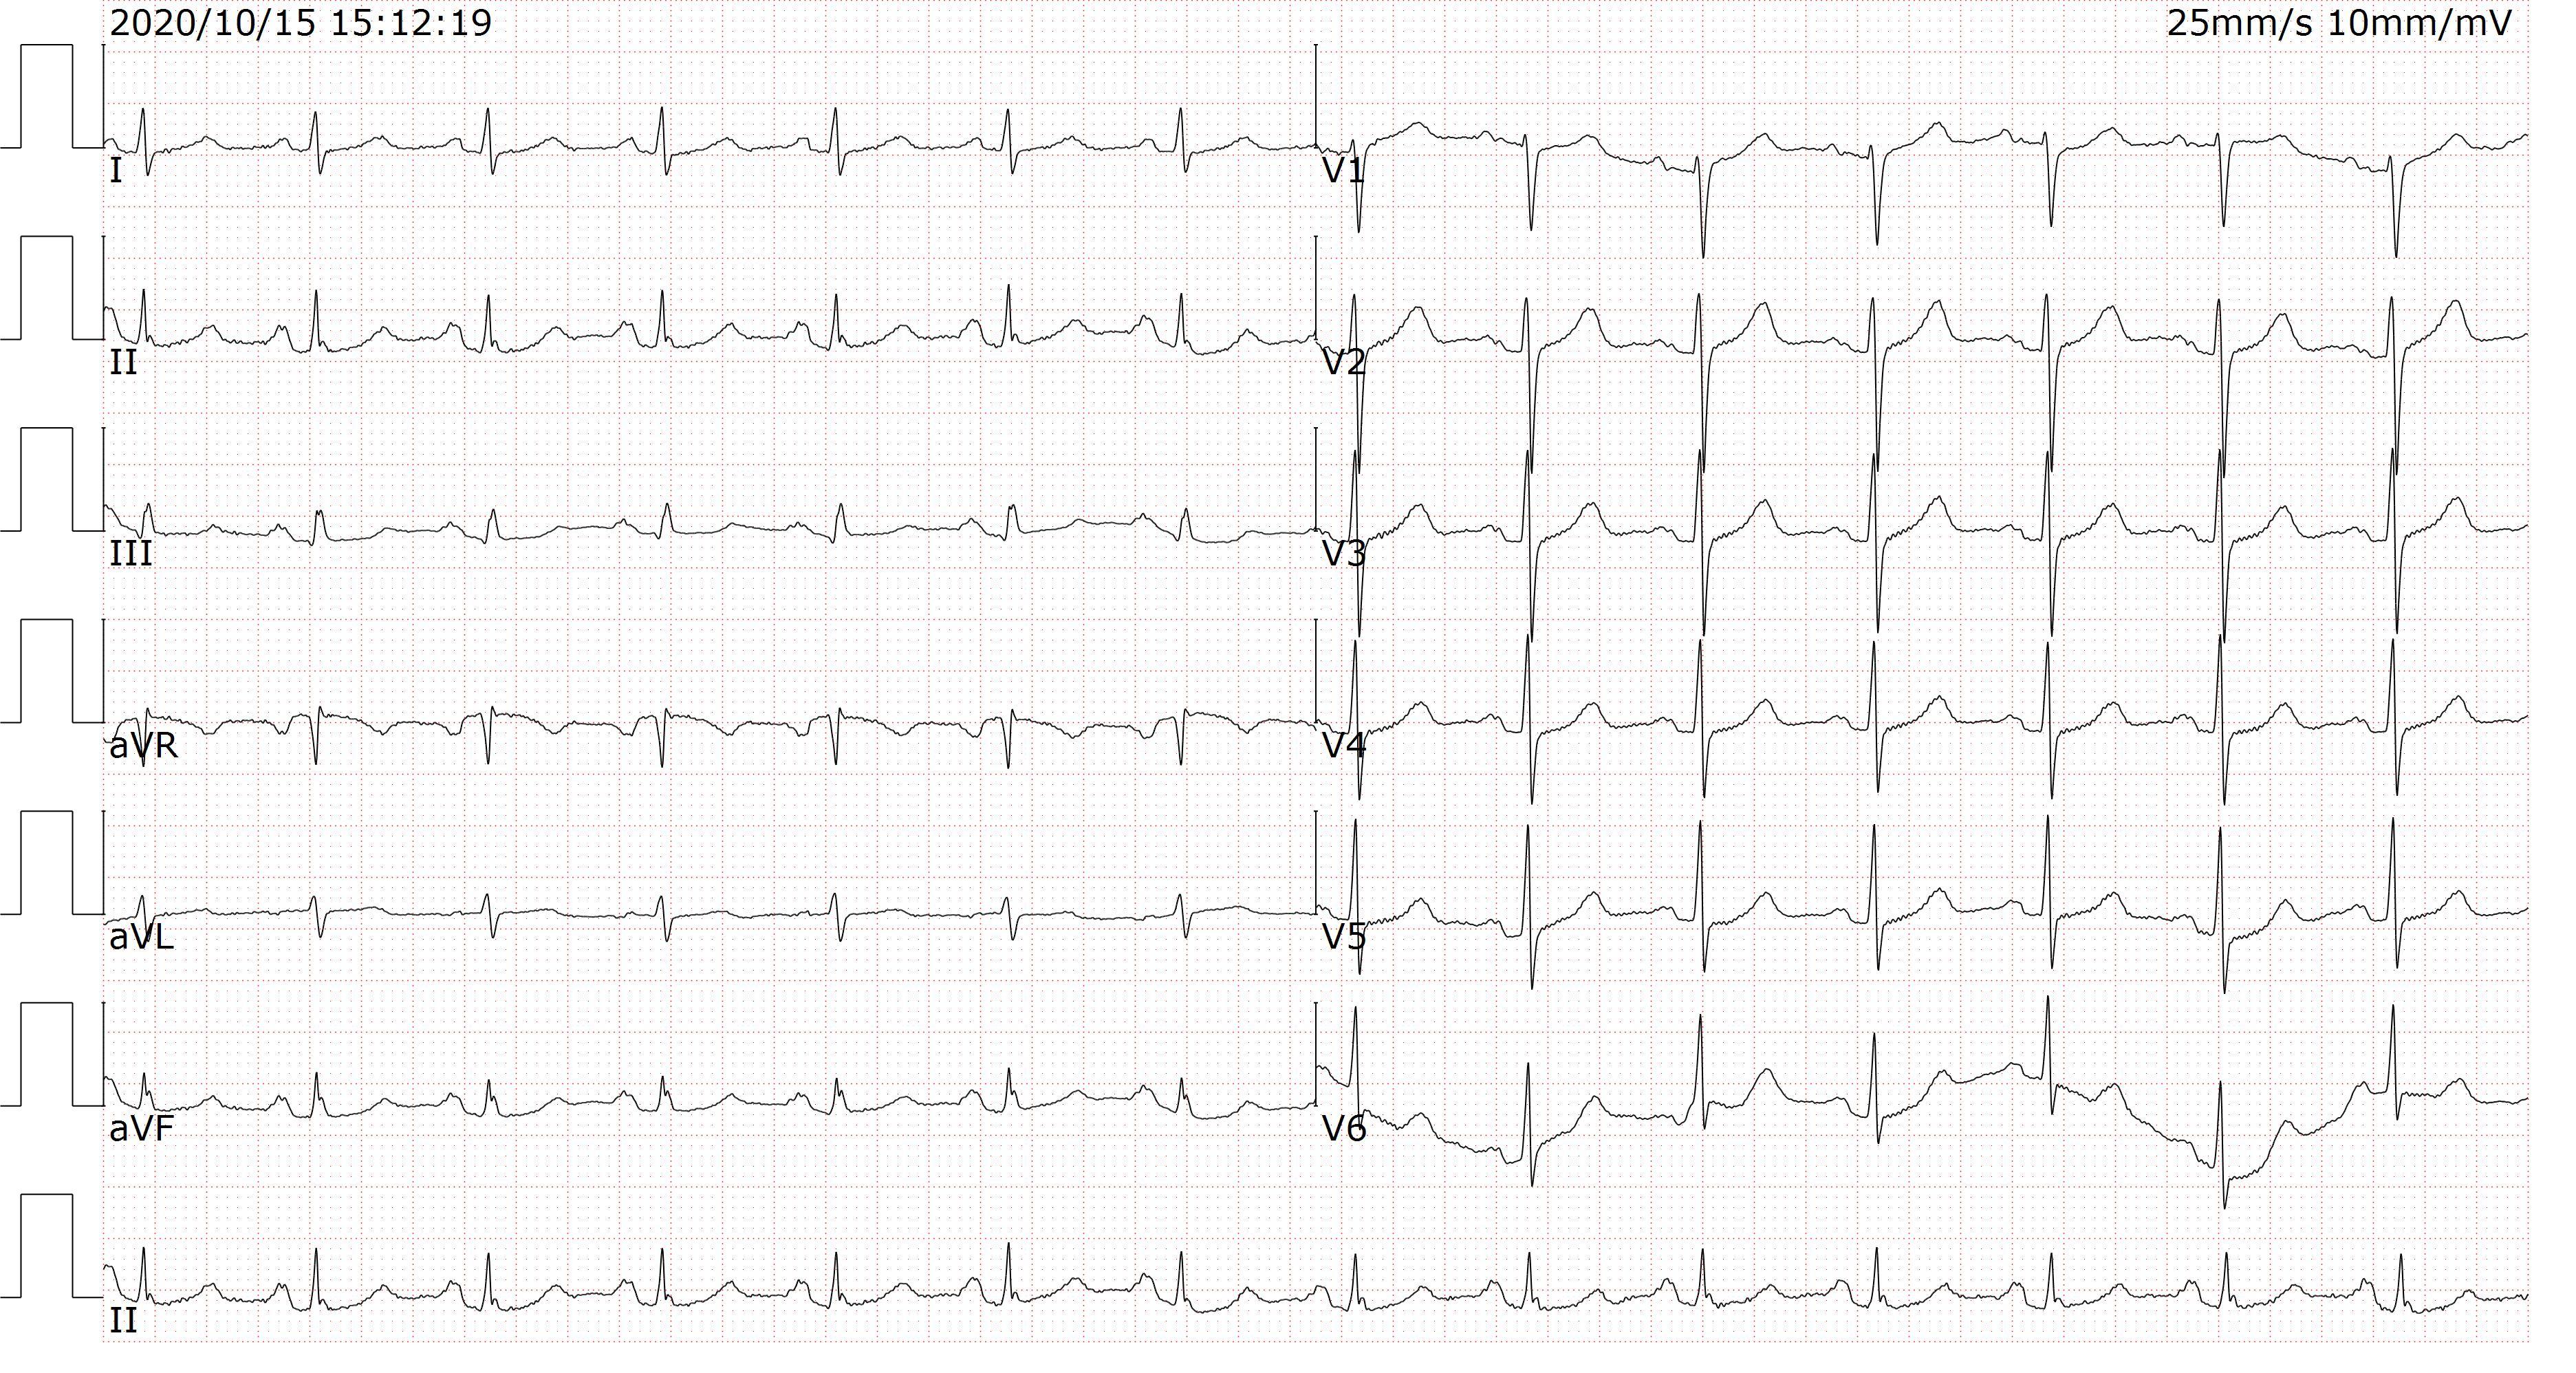 2020/10/15 15:12:19
25mm/s 10mm/mV
I
V1
II
V2
III
V3
aVR
V4
aVL
V5
aVF
V6
II